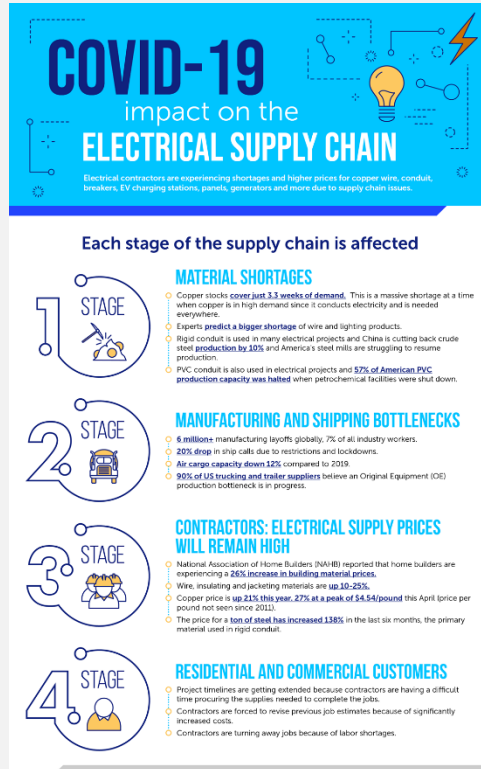 COVID-19
impact on the
ELECTRICAL SUPPLY CHAIN
Electrical contractors are experiencing shortages and higher prices for copper wire, conduit,
breakers, EV charging stations, panels, generators and more due to supply chain issues.
Each stage of the supply chain is affected
1 STAGE
MATERIAL SHORTAGES
Copper stocks cover just 3.3 weeks of demand. This is a massive shortage at a time
when copper is in high demand since it conducts electricity and is needed
everywhere.
Experts predict a bigger shortage of wire and lighting products.
Rigid conduit is used in many electrical projects and China is cutting back crude
steel production by 10% and America's steel mills are struggling to resume
production.
PVC conduit is also used in electrical projects and 57% of American PVC
production capacity was halted when petrochemical facilities were shut down.
2 STAGE
MANUFACTURING AND SHIPPING BOTTLENECKS
6 million+ manufacturing layoffs globally, 7% of all industry workers.
20% drop in ship calls due to restrictions and lockdowns.
Air cargo capacity down 12% compared to 2019.
90% of US trucking and trailer suppliers believe an Original Equipment (OE)
production bottleneck is in progress.
3 STAGE
CONTRACTORS: ELECTRICAL SUPPLY PRICES
WILL REMAIN HIGH
National Association of Home Builders (NAHB) reported that home builders are
experiencing a 26% increase in building material prices.
Wire, insulating and jacketing materials are up 10-25%.
Copper price is up 21% this year, 27% at a peak of $4.54/pound this April (price per
pound not seen since 2011).
The price for a ton of steel has increased 138% in the last six months, the primary
material used in rigid conduit.
4 STAGE
RESIDENTIAL AND COMMERCIAL CUSTOMERS
Project timelines are getting extended because contractors are having a difficult
time procuring the supplies needed to complete the jobs.
Contractors are forced to revise previous job estimates because of significantly
increased costs.
Contractors are turning away jobs because of labor shortages.